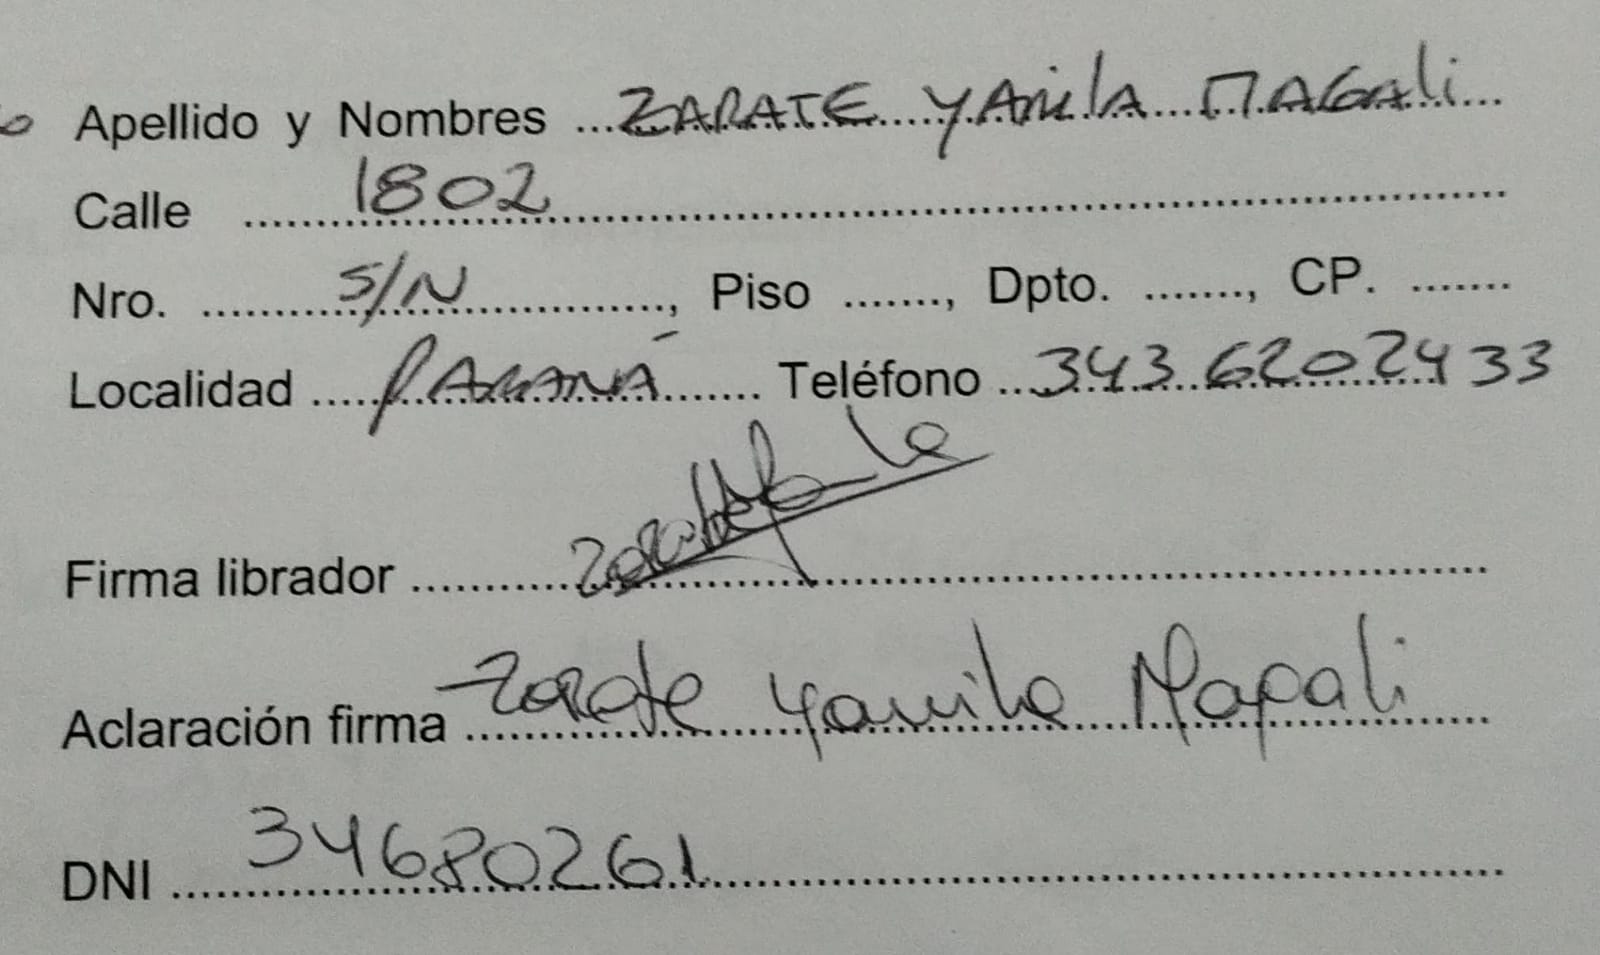 Apellido y Nombres ZARATE YAMILA MAGALI
Calle 1802
Nro. S/N, Piso ......., Dpto. ......., CP. .......
Localidad PARANÁ Teléfono 343 6202433
Firma librador Zarate
Aclaración firma Zarate Yamila Magali
DNI 34680261